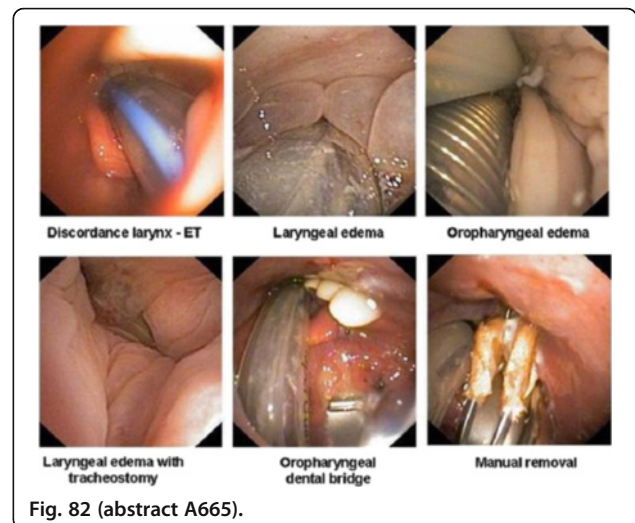 Discordance larynx - ET
Laryngeal edema
Oropharyngeal edema
Laryngeal edema with
tracheostomy
Oropharyngeal
dental bridge
Manual removal
Fig. 82 (abstract A665).